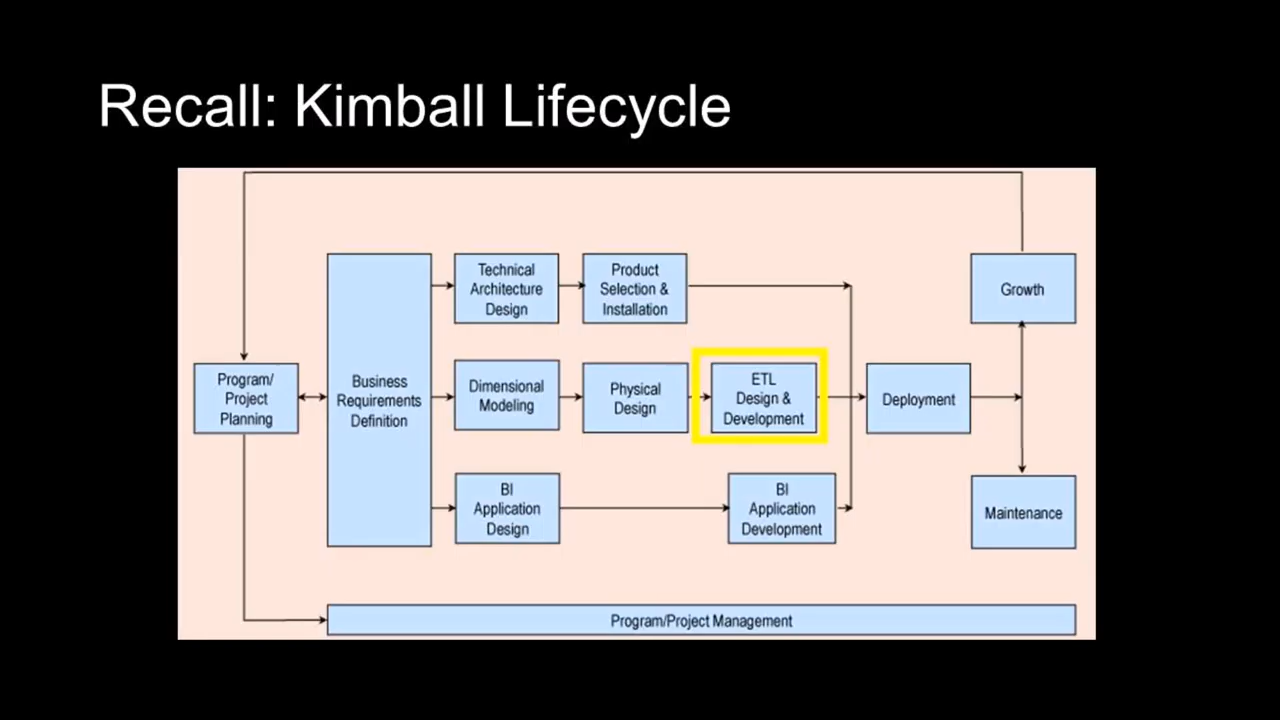 Recall: Kimball Lifecycle
Technical
Architecture
Design
Product
Selection &
Installation
Growth
Program/
Project
Planning
Business
Requirements
Definition
Dimensional
Modeling
Physical
Design
ETL
Design &
Development
Deployment
BI
Application
Design
BI
Application
Development
Maintenance
Program/Project Management